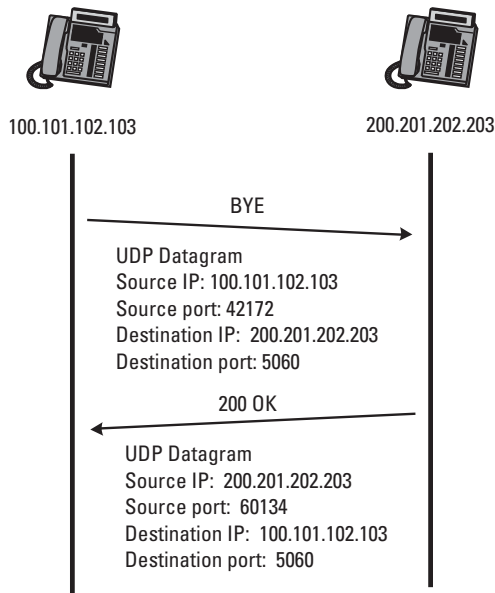 100.101.102.103
200.201.202.203
BYE
UDP Datagram
Source IP: 100.101.102.103
Source port: 42172
Destination IP: 200.201.202.203
Destination port: 5060
200 OK
UDP Datagram
Source IP: 200.201.202.203
Source port: 60134
Destination IP: 100.101.102.103
Destination port: 5060